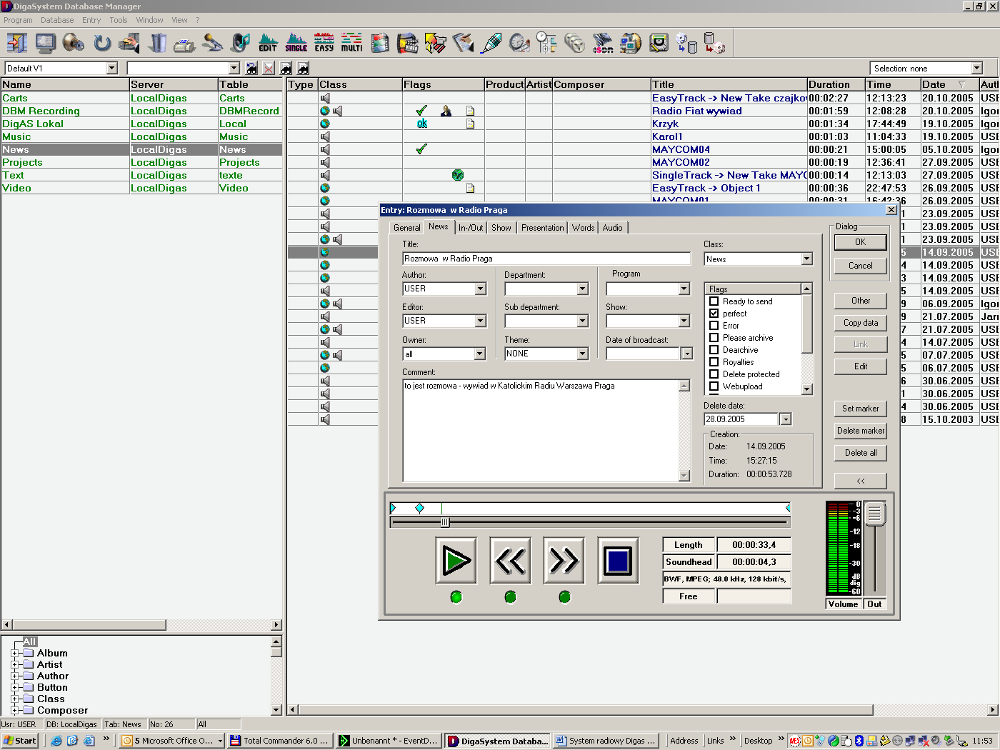 DigaSystem Database Manager
Program Database Entry Tools Window View ?
EDIT SINGLE EASY MULTI ISDN
Default V1 Selection: none
Name Server Table
Carts LocalDigas Carts
DBM Recording LocalDigas DBMRecord
DigAS Lokal LocalDigas Local
Music LocalDigas Music
News LocalDigas News
Projects LocalDigas Projects
Text LocalDigas texte
Video LocalDigas Video
Type Class Flags Product Artist Composer Title Duration Time Date Autl
EasyTrack -> New Take czajkov 00:02:27 12:13:23 20.10.2005 USE
Radio Fiat wywiad 00:01:59 12:08:28 20.10.2005 Igor
ok Krzyk 00:01:34 17:44:49 19.10.2005 USE
Karol1 00:01:03 11:04:33 19.10.2005 USE
MAYCOM04 00:00:21 15:00:05 05.10.2005 Igor
MAYCOM02 00:00:19 12:36:41 27.09.2005 USE
SingleTrack -> New Take MAYC 00:00:14 12:13:03 27.09.2005 USE
EasyTrack -> Object 1 00:00:36 22:47:53 26.09.2005 USE
MAYCOM01 00:00:31 16:42:36 26.09.2005 USE
1 23.09.2005 USE
1 23.09.2005 USE
1 23.09.2005 USE
5 14.09.2005 USE
4 14.09.2005 USE
3 14.09.2005 USE
5 14.09.2005 USE
9 06.09.2005 Igor
9 21.07.2005 Jarr
7 21.07.2005 USE
4 14.07.2005 USE
5 07.07.2005 USE
5 06.07.2005 USE
6 30.06.2005 USE
1 30.06.2005 USE
4 30.06.2005 USE
8 15.10.2003 USE
Entry: Rozmowa w Radio Praga
General News In-/Out Show Presentation Words Audio
Title:
Rozmowa w Radio Praga
Class:
News
Author:
USER
Department:
Program
Editor:
USER
Sub department:
Show:
Owner:
all
Theme:
NONE
Date of broadcast:
Comment:
to jest rozmowa - wywiad w Katolickim Radiu Warszawa Praga
Flags
Ready to send
perfect
Error
Please archive
Dearchive
Royalties
Delete protected
Webupload
Delete date:
28.09.2005
Creation:
Date: 14.09.2005
Time: 15:27:15
Duration: 00:00:53.728
Dialog
OK
Cancel
Other
Copy data
Link
Edit
Set marker
Delete marker
Delete all
<<
Length 00:00:33,4
Soundhead 00:00:04,3
BWF, MPEG; 48.0 kHz, 128 kbit/s,
Free
0
-3
-6
-12
-18
-30
dB
dig
-60
Volume Out
All
Album
Artist
Author
Button
Class
Composer
Usr: USER DB: LocalDigas Tab: News No: 26 All
Start » 5 Microsoft Office O... Total Commander 6.0 ... Unbenannt * - EventD... DigaSystem Databa... System radiowy Digas ... Address Links » Desktop » 11:53